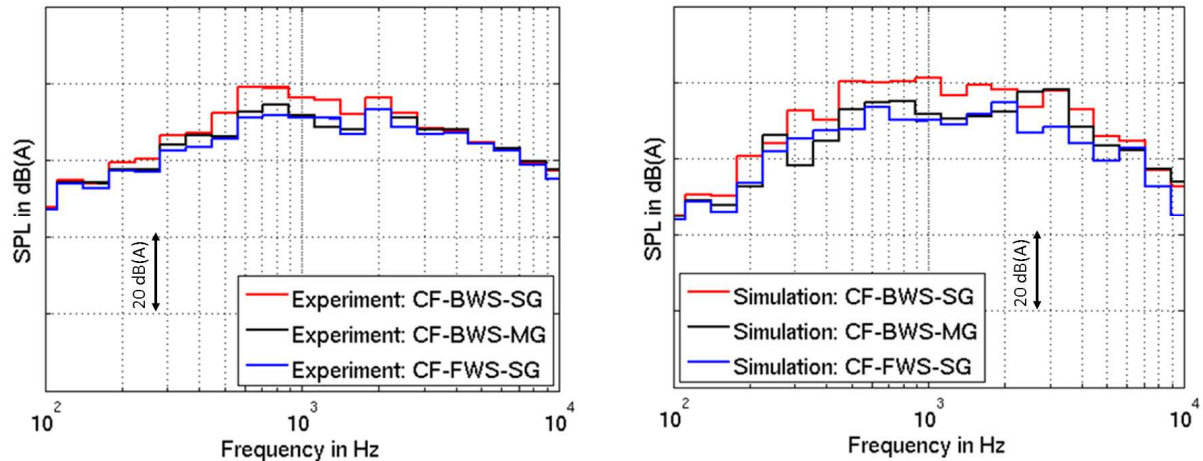 SPL in dB(A)
20 dB(A)
Experiment: CF-BWS-SG
Experiment: CF-BWS-MG
Experiment: CF-FWS-SG
10^2
10^3
10^4
Frequency in Hz
SPL in dB(A)
20 dB(A)
Simulation: CF-BWS-SG
Simulation: CF-BWS-MG
Simulation: CF-FWS-SG
10^2
10^3
10^4
Frequency in Hz